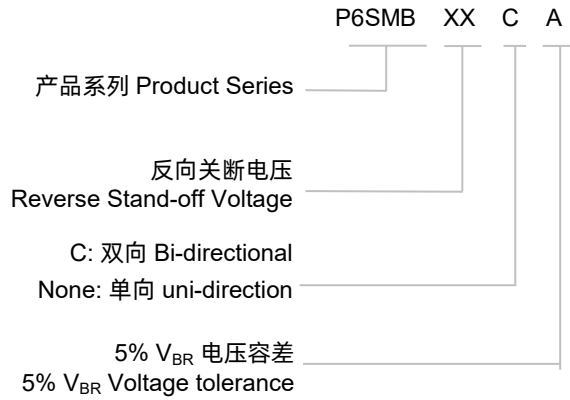 P6SMB XX C A
产品系列 Product Series
反向关断电压
Reverse Stand-off Voltage
C: 双向 Bi-directional
None: 单向 uni-direction
5% VBR 电压容差
5% VBR Voltage tolerance